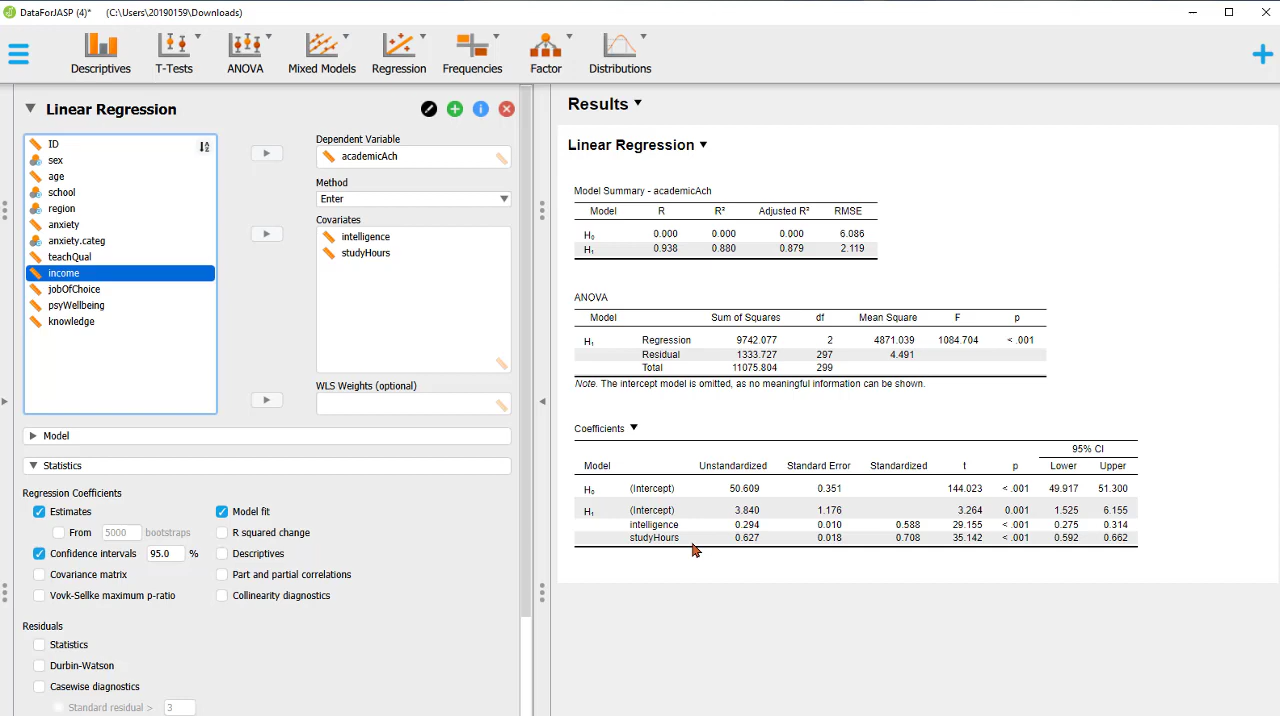 DataForJASP (4)* (C:\Users\20190159\Downloads)
Descriptives T-Tests ANOVA Mixed Models Regression Frequencies Factor Distributions
Linear Regression
ID
sex
age
school
region
anxiety
anxiety.categ
teachQual
income
jobOfChoice
psyWellbeing
knowledge
Dependent Variable
academicAch
Method
Enter
Covariates
intelligence
studyHours
WLS Weights (optional)
Model
Statistics
Regression Coefficients
Estimates
Model fit
From 5000 bootstraps
R squared change
Confidence intervals 95.0 %
Descriptives
Covariance matrix
Part and partial correlations
Vovk-Sellke maximum p-ratio
Collinearity diagnostics
Residuals
Statistics
Durbin-Watson
Casewise diagnostics
Standard residual > 3
Results
Linear Regression
Model Summary - academicAch
Model R R² Adjusted R² RMSE
H₀ 0.000 0.000 0.000 6.086
H₁ 0.938 0.880 0.879 2.119
ANOVA
Model Sum of Squares df Mean Square F p
H₁ Regression 9742.077 2 4871.039 1084.704 < .001
Residual 1333.727 297 4.491
Total 11075.804 299
Note. The intercept model is omitted, as no meaningful information can be shown.
Coefficients
95% CI
Model Unstandardized Standard Error Standardized t p Lower Upper
H₀ (Intercept) 50.609 0.351 144.023 < .001 49.917 51.300
H₁ (Intercept) 3.840 1.176 3.264 0.001 1.525 6.155
intelligence 0.294 0.010 0.588 29.155 < .001 0.275 0.314
studyHours 0.627 0.018 0.708 35.142 < .001 0.592 0.662